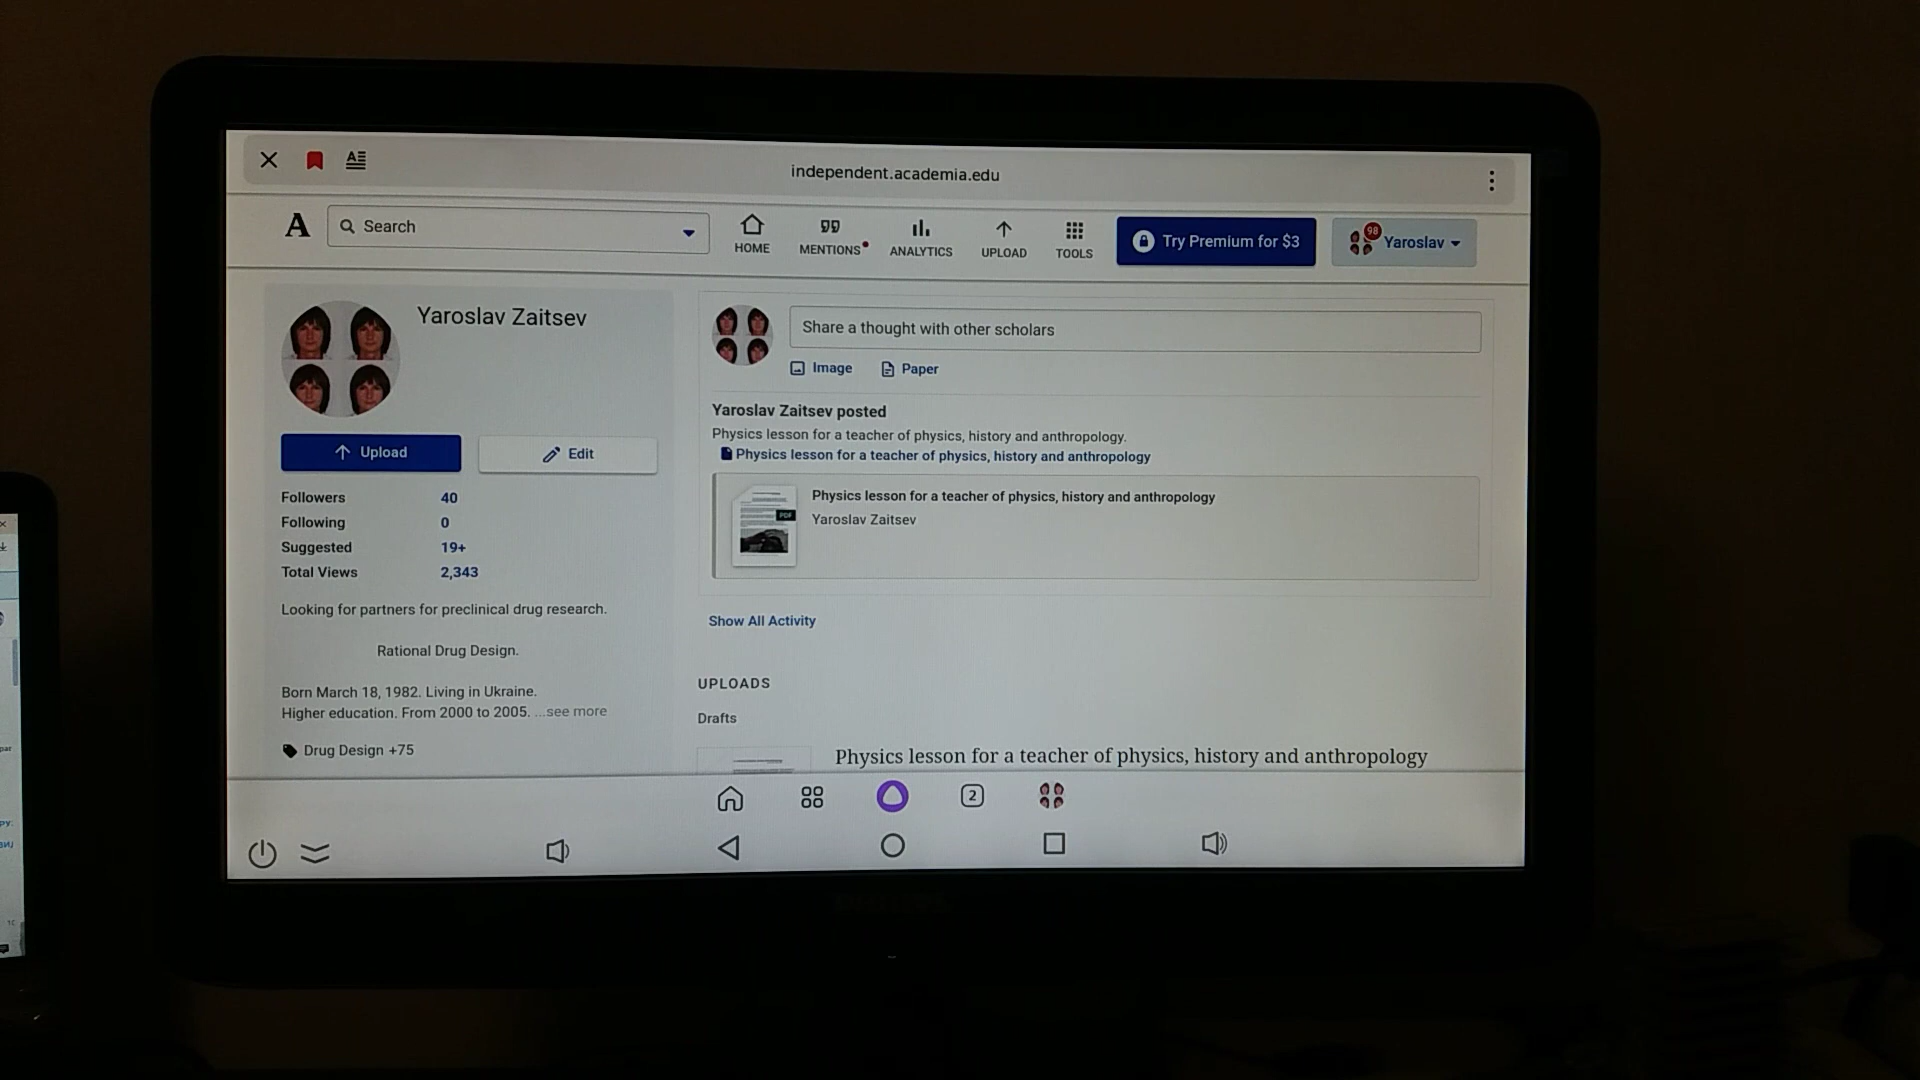 independent.academia.edu
A
Search
HOME
MENTIONS
ANALYTICS
UPLOAD
TOOLS
Try Premium for $3
98
Yaroslav
Yaroslav Zaitsev
Upload
Edit
Followers 40
Following 0
Suggested 19+
Total Views 2,343
Looking for partners for preclinical drug research.
Rational Drug Design.
Born March 18, 1982. Living in Ukraine.
Higher education. From 2000 to 2005. ...see more
Drug Design +75
Share a thought with other scholars
Image
Paper
Yaroslav Zaitsev posted
Physics lesson for a teacher of physics, history and anthropology.
Physics lesson for a teacher of physics, history and anthropology
PDF
Physics lesson for a teacher of physics, history and anthropology
Yaroslav Zaitsev
Show All Activity
UPLOADS
Drafts
Physics lesson for a teacher of physics, history and anthropology
2